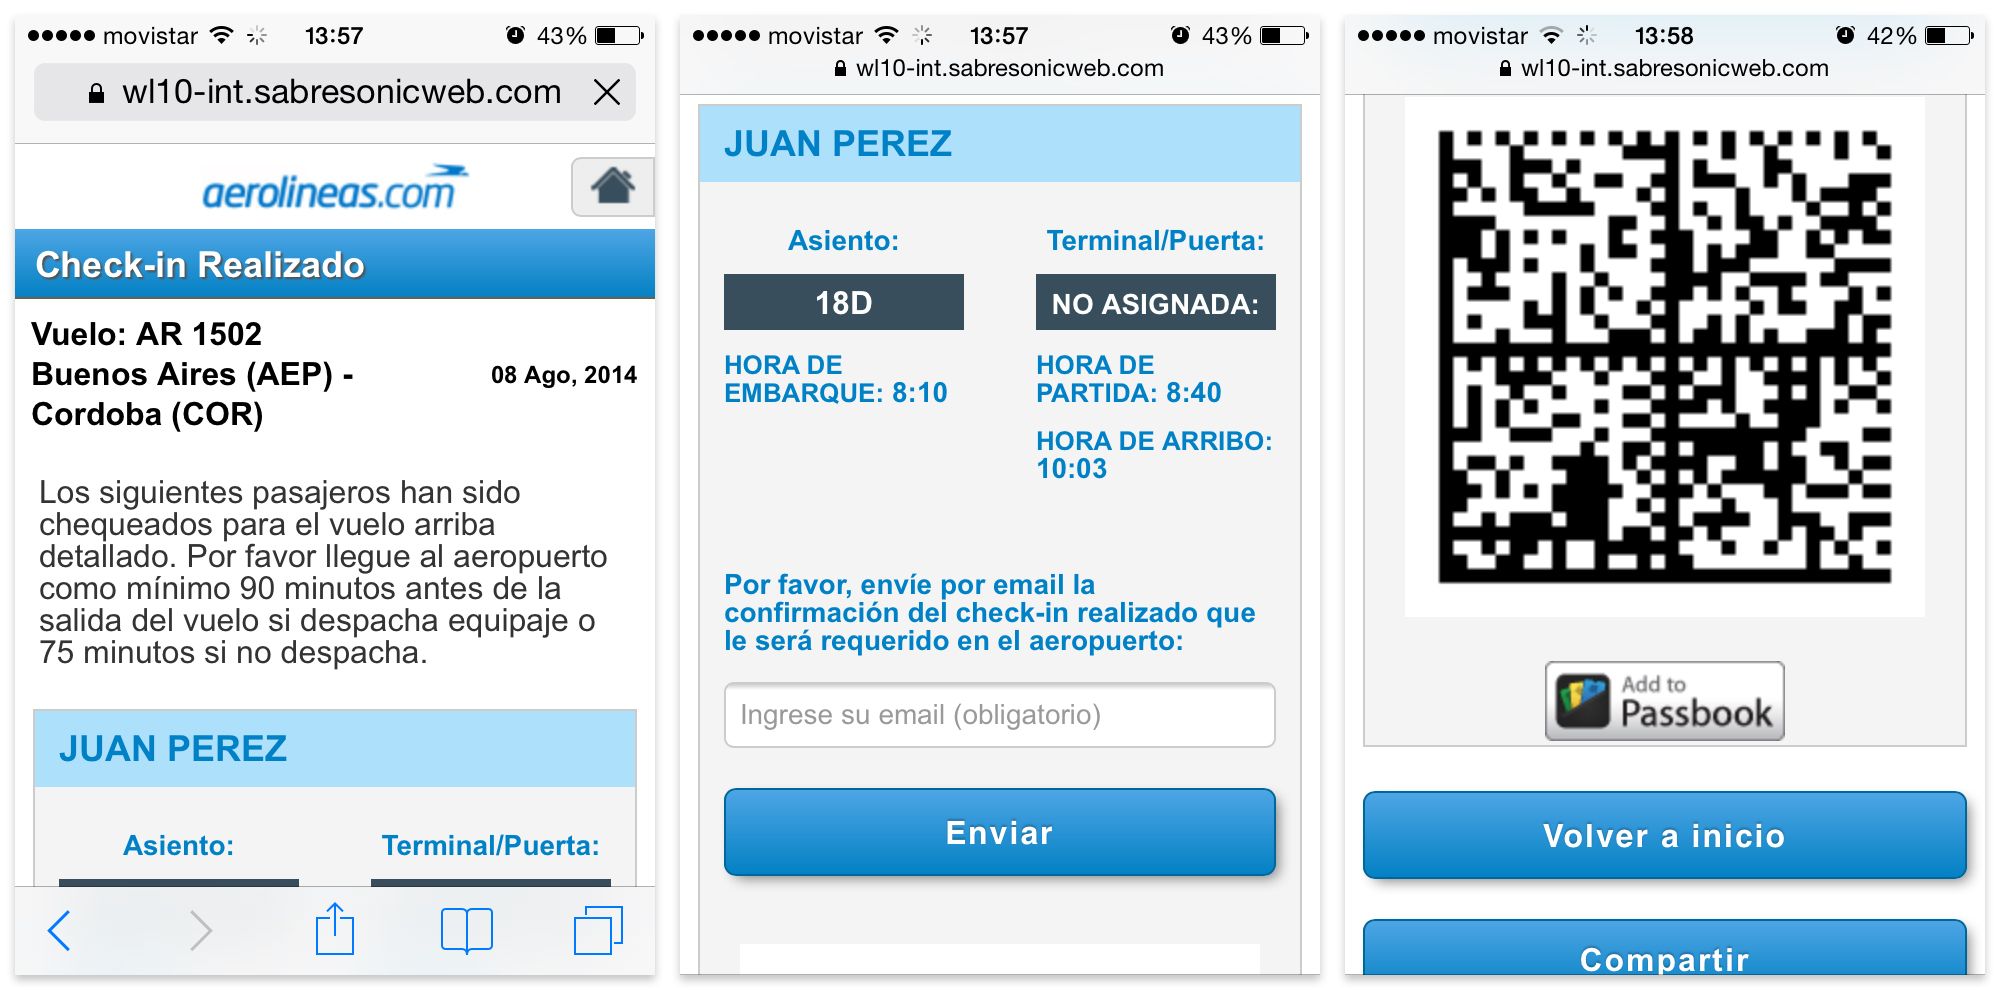 movistar 13:57 43%
wl10-int.sabresonicweb.com
aerolineas.com
Check-in Realizado
Vuelo: AR 1502
Buenos Aires (AEP) -
Cordoba (COR)
08 Ago, 2014
Los siguientes pasajeros han sido
chequeados para el vuelo arriba
detallado. Por favor llegue al aeropuerto
como mínimo 90 minutos antes de la
salida del vuelo si despacha equipaje o
75 minutos si no despacha.
JUAN PEREZ
Asiento: Terminal/Puerta:
movistar 13:57 43%
wl10-int.sabresonicweb.com
JUAN PEREZ
Asiento: Terminal/Puerta:
18D NO ASIGNADA:
HORA DE
EMBARQUE: 8:10
HORA DE
PARTIDA: 8:40
HORA DE ARRIBO:
10:03
Por favor, envíe por email la
confirmación del check-in realizado que
le será requerido en el aeropuerto:
Ingrese su email (obligatorio)
Enviar
movistar 13:58 42%
wl10-int.sabresonicweb.com
Add to
Passbook
Volver a inicio
Compartir